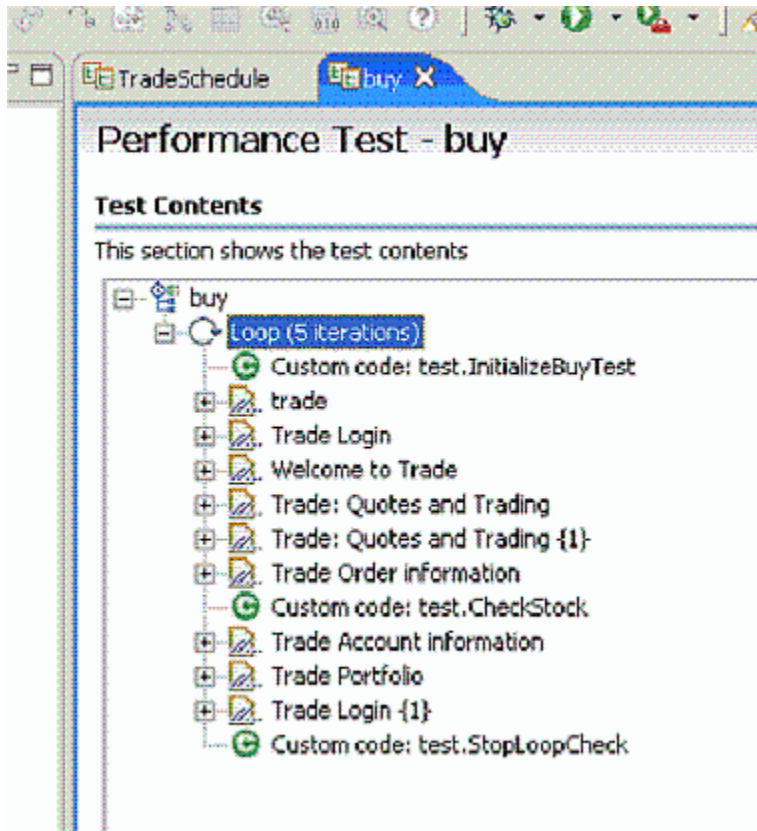 010
TradeSchedule
buy
Performance Test - buy
Test Contents
This section shows the test contents
buy
Loop (5 iterations)
Custom code: test.InitializeBuyTest
trade
Trade Login
Welcome to Trade
Trade: Quotes and Trading
Trade: Quotes and Trading {1}
Trade Order information
Custom code: test.CheckStock
Trade Account information
Trade Portfolio
Trade Login {1}
Custom code: test.StopLoopCheck